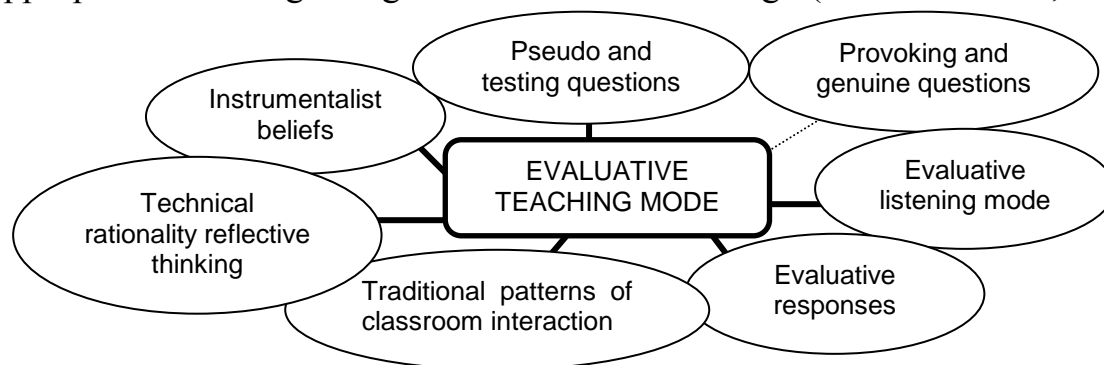 Pseudo and
testing questions
Provoking and
genuine questions
Instrumentalist
beliefs
EVALUATIVE
TEACHING MODE
Evaluative
listening mode
Technical
rationality reflective
thinking
Traditional patterns of
classroom interaction
Evaluative
responses